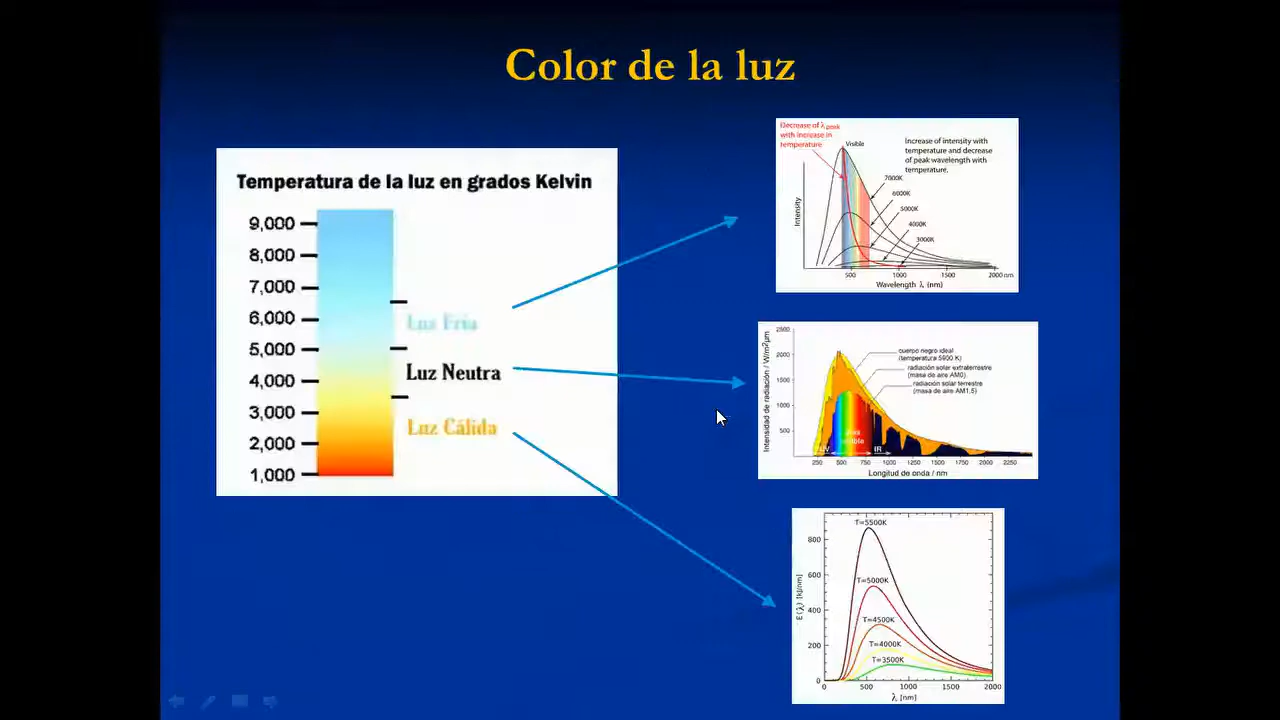 Color de la luz
Temperatura de la luz en grados Kelvin
9,000
8,000
7,000
6,000
5,000
4,000
3,000
2,000
1,000
Luz Fría
Luz Neutra
Luz Cálida
Decrease of λ peak
with increase in
temperature
Visible
Increase of intensity with
temperature and decrease
of peak wavelength with
temperature.
7000K
6000K
5000K
4000K
3000K
Intensity
500 1000 1500 2000 nm
Wavelength λ (nm)
Intensidad de radiación / W/m²µm
2500
2000
1500
1000
500
cuerpo negro ideal
(temperatura 5900 K)
radiación solar extraterrestre
(masa de aire AM0)
radiación solar terrestre
(masa de aire AM1,5)
UV IR
250 500 750 1000 1250 1500 1750 2000 2250
Longitud de onda / nm
E(λ) [kJ/nm]
800
600
400
200
0
T=5500K
T=5000K
T=4500K
T=4000K
T=3500K
0 500 1000 1500 2000
λ [nm]